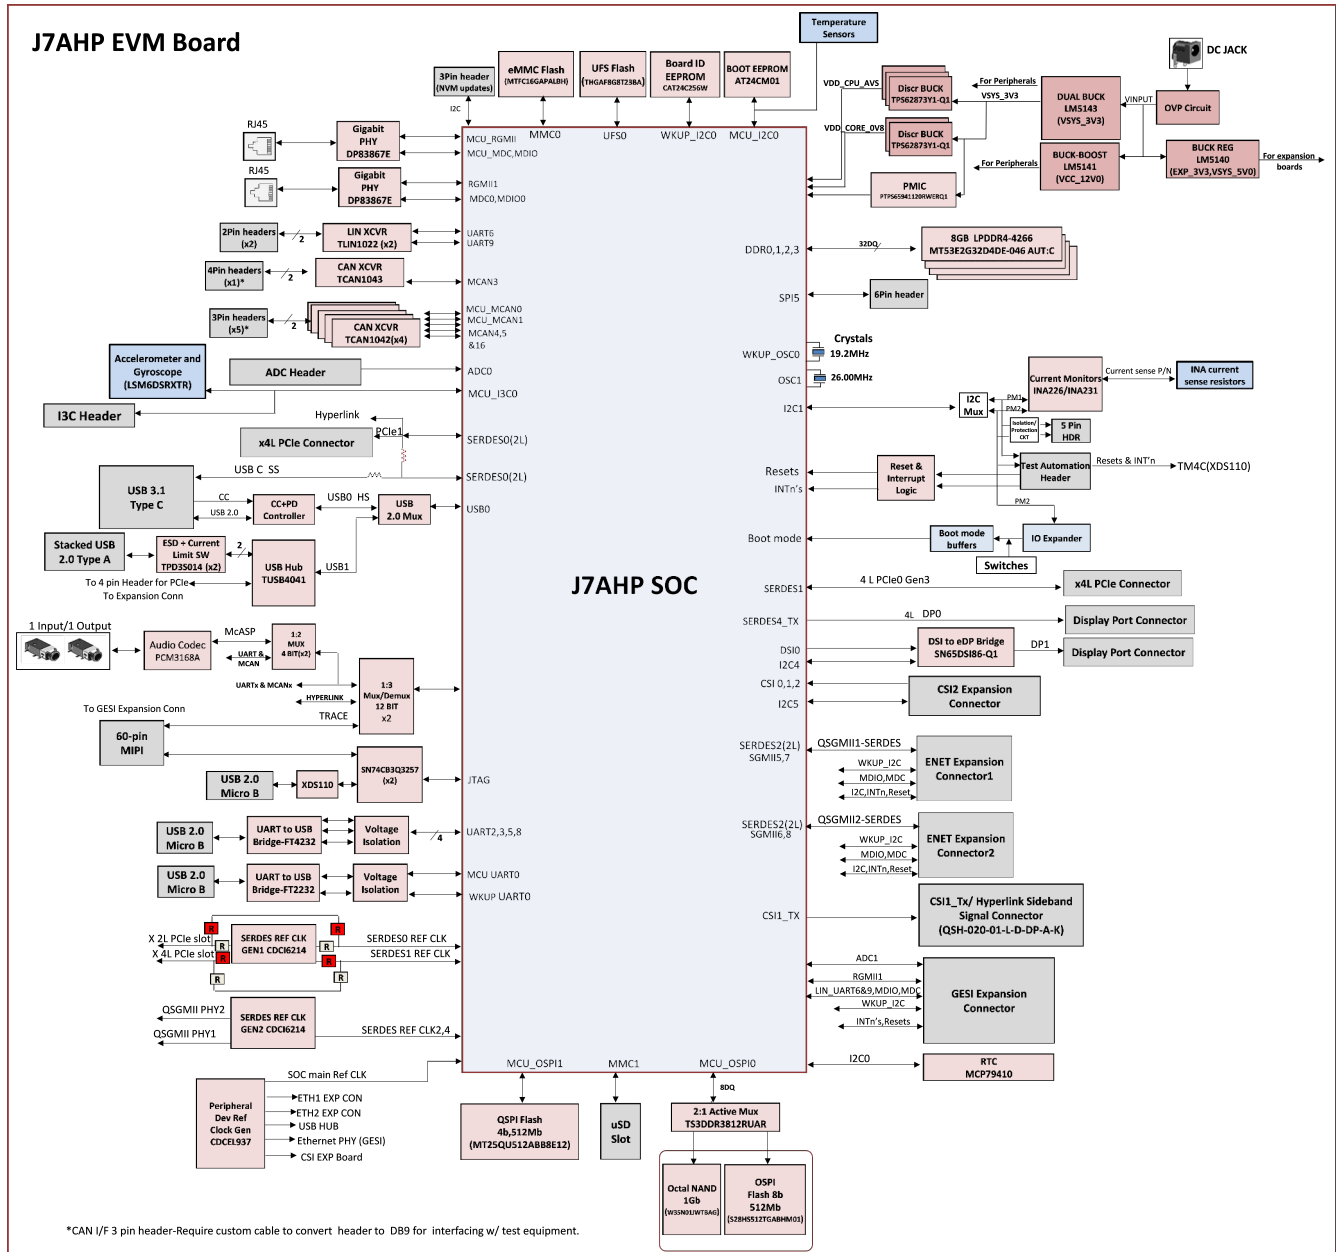 J7AHP EVM Board
Temperature
Sensors
DC JACK
3Pin header
(NVM updates)
I2C
eMMC Flash
(MTFC16GAPALBH)
UFS Flash
(THGAF8G8T23BA)
Board ID
EEPROM
CAT24C256W
BOOT EEPROM
AT24CM01
VDD_CPU_AVS
Discr BUCK
TPS62873Y1-Q1
For Peripherals
VSYS_3V3
DUAL BUCK
LM5143
(VSYS_3V3)
VINPUT
OVP Circuit
VDD_CORE_0V8
Discr BUCK
TPS62873Y1-Q1
For Peripherals
BUCK-BOOST
LM5141
(VCC_12V0)
BUCK REG
LM5140
(EXP_3V3,VSYS_5V0)
For expansion
boards
PMIC
PTPS65941120RWERQ1
MMC0
UFS0
WKUP_I2C0
MCU_I2C0
RJ45
Gigabit
PHY
DP83867E
MCU_RGMII
MCU_MDC,MDIO
RJ45
Gigabit
PHY
DP83867E
RGMII1
MDC0,MDIO0
2Pin headers
(x2)
2
LIN XCVR
TLIN1022 (x2)
UART6
UART9
4Pin headers
(x1)*
2
CAN XCVR
TCAN1043
MCAN3
3Pin headers
(x5)*
2
CAN XCVR
TCAN1042(x4)
MCU_MCAN0
MCU_MCAN1
MCAN4,5
&16
Accelerometer and
Gyroscope
(LSM6DSRXTR)
ADC Header
ADC0
MCU_I3C0
I3C Header
Hyperlink
PCIe1
x4L PCIe Connector
SERDES0(2L)
USB C SS
SERDES0(2L)
USB 3.1
Type C
CC
USB 2.0
CC+PD
Controller
USB0 HS
USB
2.0 Mux
USB0
Stacked USB
2.0 Type A
ESD + Current
Limit SW
TPD3S014 (x2)
2
USB Hub
TUSB4041
USB1
To 4 pin Header for PCIe
To Expansion Conn
1 Input/1 Output
Audio Codec
PCM3168A
McASP
UART &
MCAN
1:2
MUX
4 BIT(x2)
UARTx & MCANx
HYPERLINK
TRACE
1:3
Mux/Demux
12 BIT
x2
To GESI Expansion Conn
60-pin
MIPI
SN74CB3Q3257
(x2)
JTAG
USB 2.0
Micro B
XDS110
USB 2.0
Micro B
UART to USB
Bridge-FT4232
Voltage
Isolation
4
UART2,3,5,8
USB 2.0
Micro B
UART to USB
Bridge-FT2232
Voltage
Isolation
MCU UART0
WKUP UART0
R
R
R
R
R
R
X 2L PCIe slot
X 4L PCIe slot
SERDES REF CLK
GEN1 CDCI6214
SERDES0 REF CLK
SERDES1 REF CLK
QSGMII PHY2
QSGMII PHY1
SERDES REF CLK
GEN2 CDCI6214
SERDES REF CLK2,4
SOC main Ref CLK
Peripheral
Dev Ref
Clock Gen
CDCEL937
ETH1 EXP CON
ETH2 EXP CON
USB HUB
Ethernet PHY (GESI)
CSI EXP Board
J7AHP SOC
DDR0,1,2,3
32DQ
8GB LPDDR4-4266
MT53E2G32D4DE-046 AUT:C
SPI5
6Pin header
WKUP_OSC0
Crystals
19.2MHz
OSC1
26.00MHz
I2C1
I2C
Mux
PM1
PM2
Current Monitors
INA226/INA231
Current sense P/N
INA current
sense resistors
Isolation/
Protection
CKT
5 Pin
HDR
Resets
INTn's
Reset &
Interrupt
Logic
Test Automation
Header
Resets & INT'n
TM4C(XDS110)
PM2
Boot mode
Boot mode
buffers
IO Expander
Switches
SERDES1
4 L PCIe0 Gen3
x4L PCIe Connector
SERDES4_TX
4L DP0
Display Port Connector
DSI0
I2C4
DSI to eDP Bridge
SN65DSI86-Q1
DP1
Display Port Connector
CSI 0,1,2
I2C5
CSI2 Expansion
Connector
SERDES2(2L)
SGMII5,7
QSGMII1-SERDES
WKUP_I2C
MDIO,MDC
I2C,INTn,Reset
ENET Expansion
Connector1
SERDES2(2L)
SGMII6,8
QSGMII2-SERDES
WKUP_I2C
MDIO,MDC
I2C,INTn,Reset
ENET Expansion
Connector2
CSI1_TX
CSI1_Tx/ Hyperlink Sideband
Signal Connector
(QSH-020-01-L-D-DP-A-K)
ADC1
RGMII1
LIN_UART6&9,MDIO,MDC
WKUP_I2C
INTn's,Resets
GESI Expansion
Connector
I2C0
RTC
MCP79410
MCU_OSPI1
MMC1
MCU_OSPI0
8DQ
QSPI Flash
4b,512Mb
(MT25QU512ABB8E12)
uSD
Slot
2:1 Active Mux
TS3DDR3812RUAR
Octal NAND
1Gb
(W35N01JWTBAG)
OSPI
Flash 8b
512Mb
(S28HS512TGABHM01)
*CAN I/F 3 pin header-Require custom cable to convert header to DB9 for interfacing w/ test equipment.